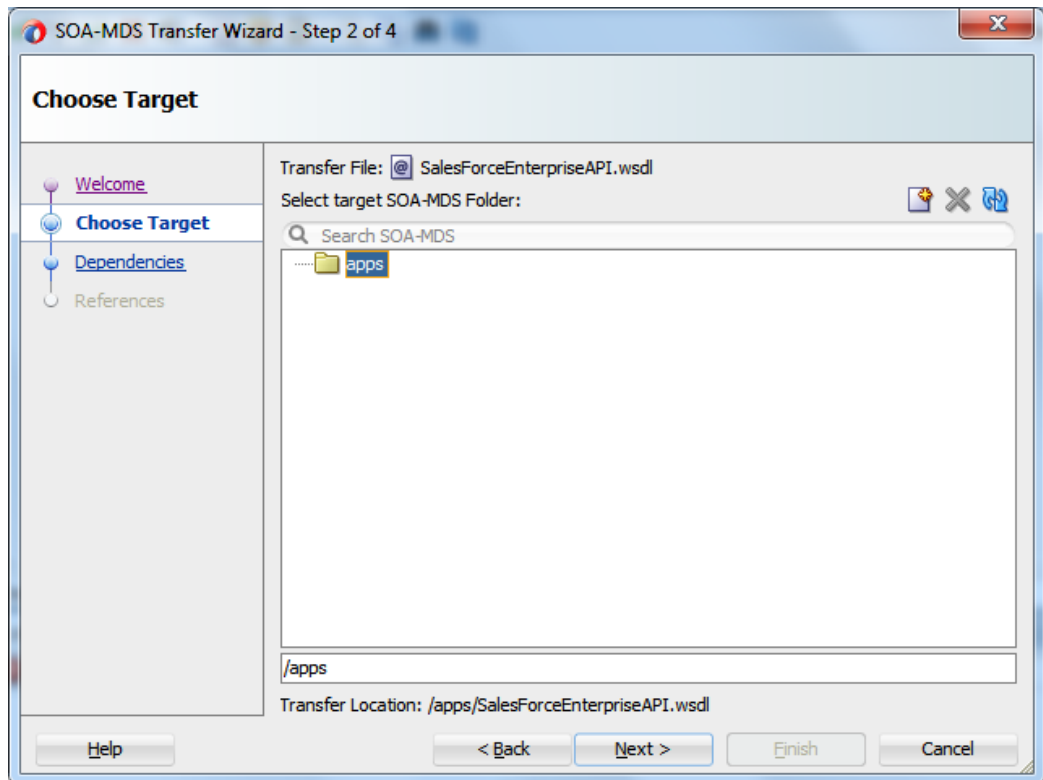 SOA-MDS Transfer Wizard - Step 2 of 4
Choose Target
Welcome
Choose Target
Dependencies
References
Transfer File: @ SalesForceEnterpriseAPI.wsdl
Select target SOA-MDS Folder:
Search SOA-MDS
apps
/apps
Transfer Location: /apps/SalesForceEnterpriseAPI.wsdl
Help
< Back
Next >
Finish
Cancel